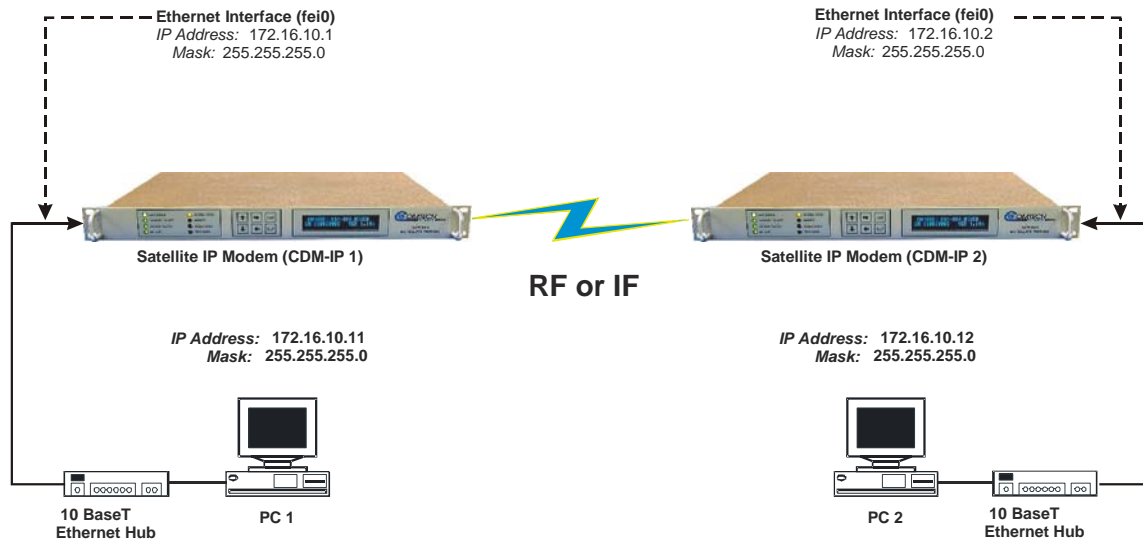 Ethernet Interface (fei0)
IP Address: 172.16.10.1
Mask: 255.255.255.0
Ethernet Interface (fei0)
IP Address: 172.16.10.2
Mask: 255.255.255.0
Satellite IP Modem (CDM-IP 1)
Satellite IP Modem (CDM-IP 2)
RF or IF
IP Address: 172.16.10.11
Mask: 255.255.255.0
IP Address: 172.16.10.12
Mask: 255.255.255.0
10 BaseT
Ethernet Hub
PC 1
PC 2
10 BaseT
Ethernet Hub